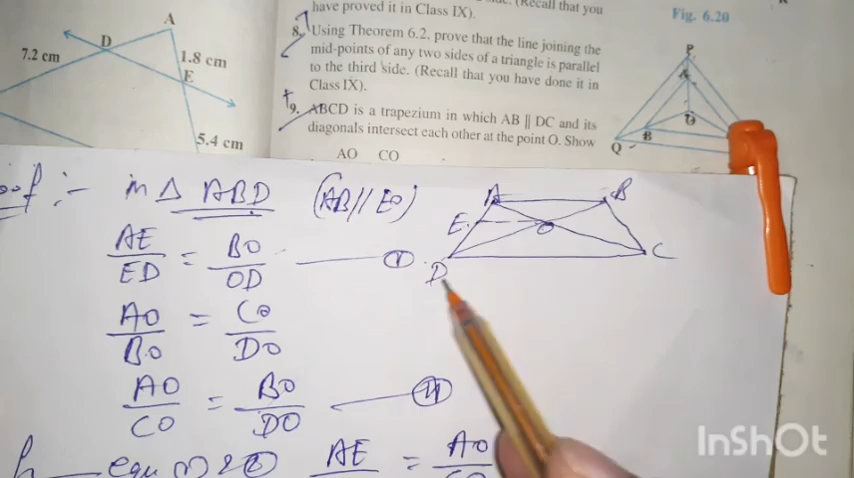 have proved it in Class IX).
8. Using Theorem 6.2, prove that the line joining the
mid-points of any two sides of a triangle is parallel
to the third side. (Recall that you have done it in
Class IX).
9. ABCD is a trapezium in which AB || DC and its
diagonals intersect each other at the point O. Show
AO CO
Fig. 6.20
P
A
O
B
Q
A
D
7.2 cm
1.8 cm
E
5.4 cm
:- in Δ ABD (AB//EO)
AE/ED = BO/OD ——— ①
AO/BO = CO/DO
AO/CO = BO/DO ——— ②
equ ① & ② AE = AO
A B
E O
D C
InShOt